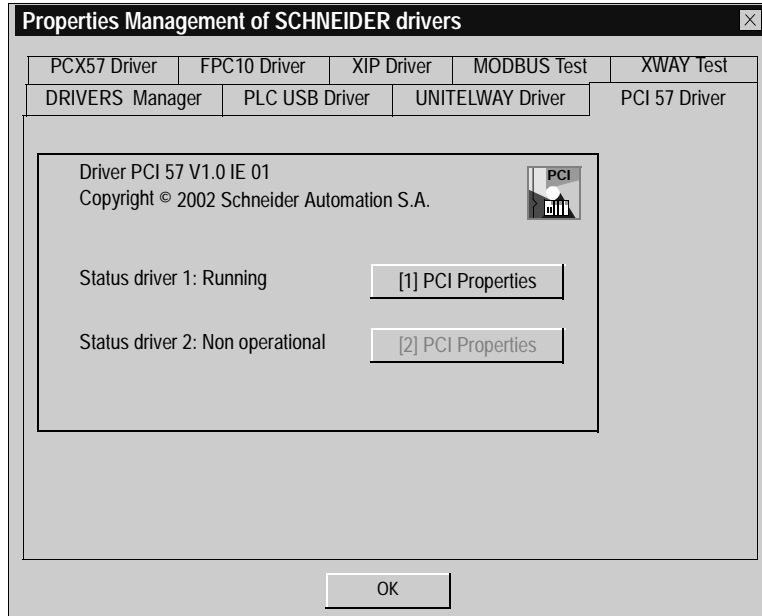 Properties Management of SCHNEIDER drivers
PCX57 Driver FPC10 Driver XIP Driver MODBUS Test XWAY Test
DRIVERS Manager PLC USB Driver UNITELWAY Driver PCI 57 Driver
Driver PCI 57 V1.0 IE 01
PCI
Copyright © 2002 Schneider Automation S.A.
Status driver 1: Running [1] PCI Properties
Status driver 2: Non operational [2] PCI Properties
OK